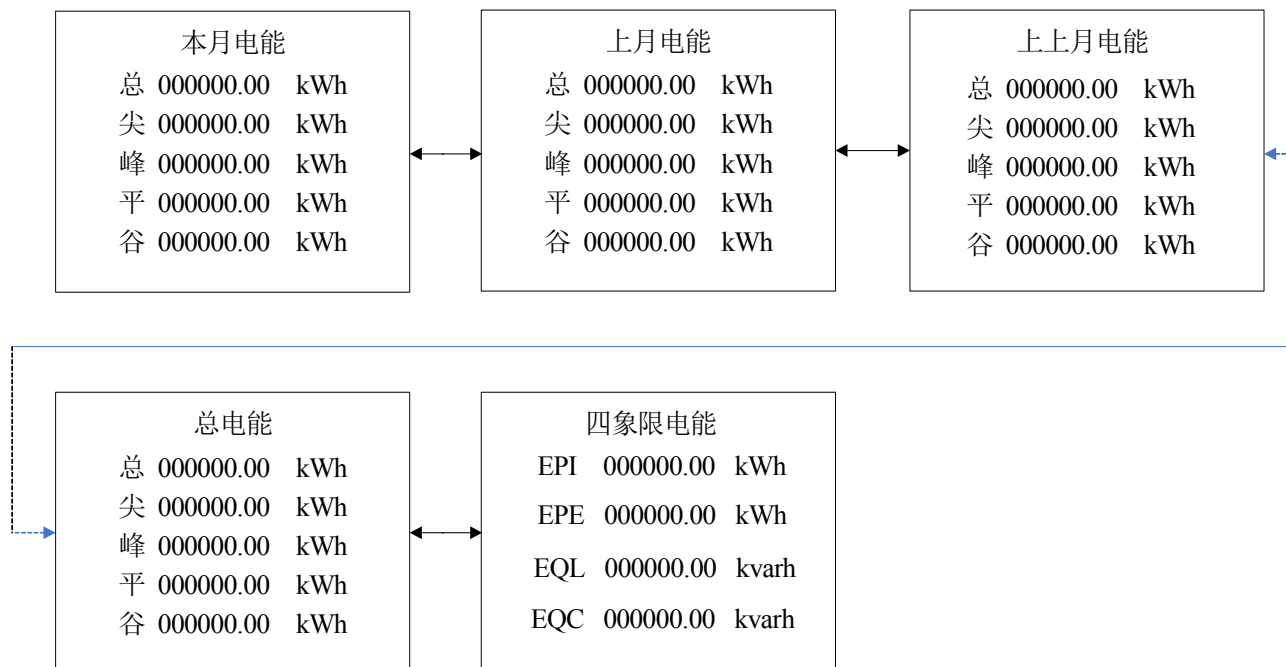 本月电能
总 000000.00 kWh
尖 000000.00 kWh
峰 000000.00 kWh
平 000000.00 kWh
谷 000000.00 kWh
上月电能
总 000000.00 kWh
尖 000000.00 kWh
峰 000000.00 kWh
平 000000.00 kWh
谷 000000.00 kWh
上上月电能
总 000000.00 kWh
尖 000000.00 kWh
峰 000000.00 kWh
平 000000.00 kWh
谷 000000.00 kWh
总电能
总 000000.00 kWh
尖 000000.00 kWh
峰 000000.00 kWh
平 000000.00 kWh
谷 000000.00 kWh
四象限电能
EPI 000000.00 kWh
EPE 000000.00 kWh
EQL 000000.00 kvarh
EQC 000000.00 kvarh